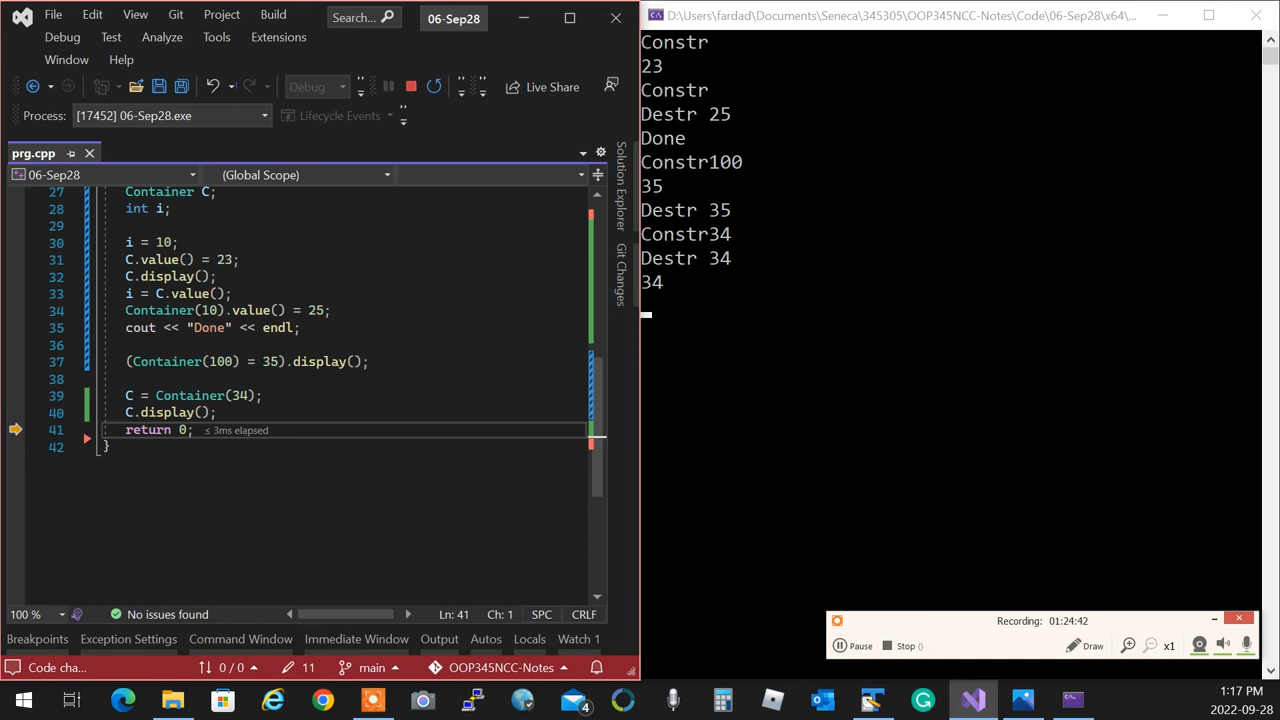 File Edit View Git Project Build
Search...
06-Sep28
Debug Test Analyze Tools Extensions
Window Help
Debug
Live Share
Process: [17452] 06-Sep28.exe
Lifecycle Events
prg.cpp
06-Sep28
(Global Scope)
27 Container C;
28 int i;
29
30 i = 10;
31 C.value() = 23;
32 C.display();
33 i = C.value();
34 Container(10).value() = 25;
35 cout << "Done" << endl;
36
37 (Container(100) = 35).display();
38
39 C = Container(34);
40 C.display();
41 return 0; ≤ 3ms elapsed
42 }
Solution Explorer
Git Changes
100 % No issues found Ln: 41 Ch: 1 SPC CRLF
Breakpoints Exception Settings Command Window Immediate Window Output Autos Locals Watch 1
Code cha... 0 / 0 11 main OOP345NCC-Notes
D:\Users\fardad\Documents\Seneca\345305\OOP345NCC-Notes\Code\06-Sep28\x64\...
Constr
23
Constr
Destr 25
Done
Constr100
35
Destr 35
Constr34
Destr 34
34
Recording: 01:24:42
Pause Stop () Draw x1
4
1:17 PM
2022-09-28